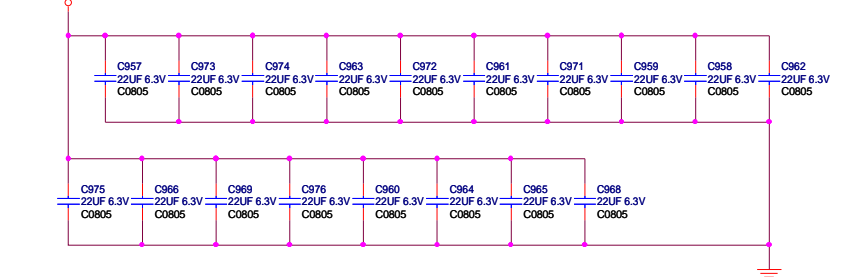 C957 C973 C974 C963 C972 C961 C971 C959 C958 C962
22UF 6.3V 22UF 6.3V 22UF 6.3V 22UF 6.3V 22UF 6.3V 22UF 6.3V 22UF 6.3V 22UF 6.3V 22UF 6.3V 22UF 6.3V
C0805 C0805 C0805 C0805 C0805 C0805 C0805 C0805 C0805 C0805
C975 C966 C969 C976 C960 C964 C965 C968
22UF 6.3V 22UF 6.3V 22UF 6.3V 22UF 6.3V 22UF 6.3V 22UF 6.3V 22UF 6.3V 22UF 6.3V
C0805 C0805 C0805 C0805 C0805 C0805 C0805 C0805